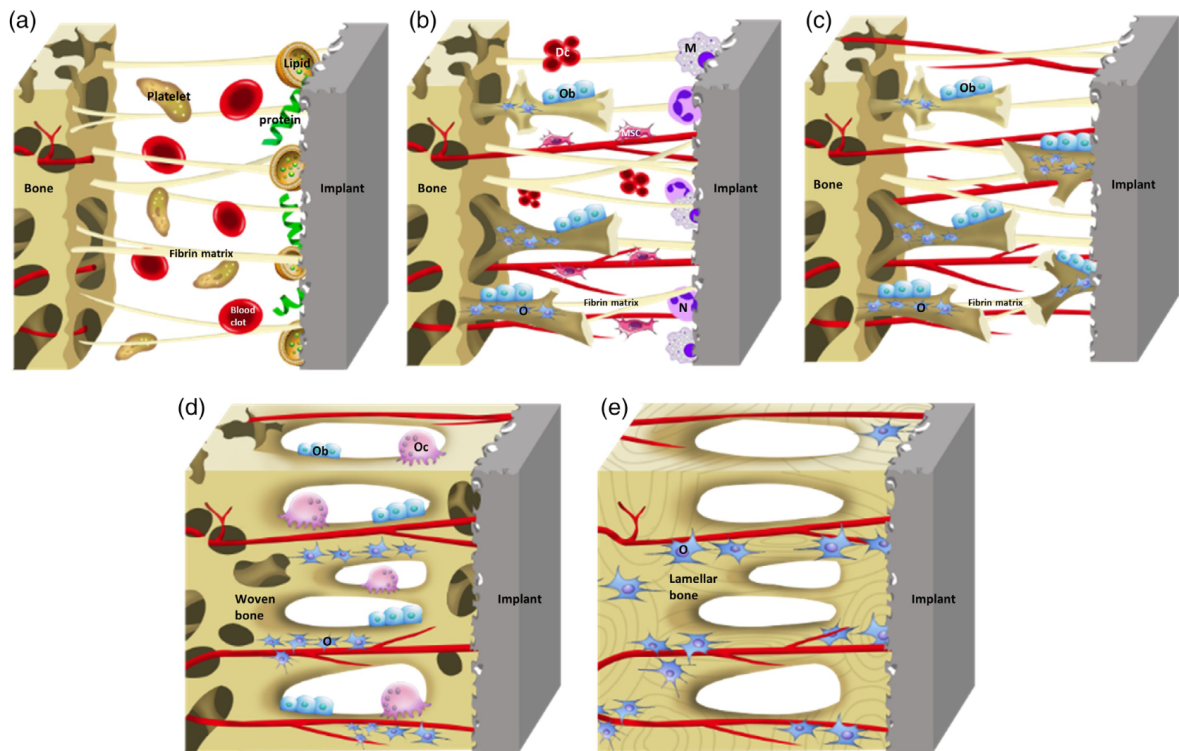 (a)
Lipid
Platelet
protein
Bone
Implant
Fibrin matrix
Blood
clot
(b)
Dc
M
Ob
MSC
Bone
Implant
Fibrin matrix
O
N
(c)
Ob
Bone
Implant
Fibrin matrix
O
(d)
Ob
Oc
Woven
bone
Implant
O
(e)
O
Lamellar
bone
Implant